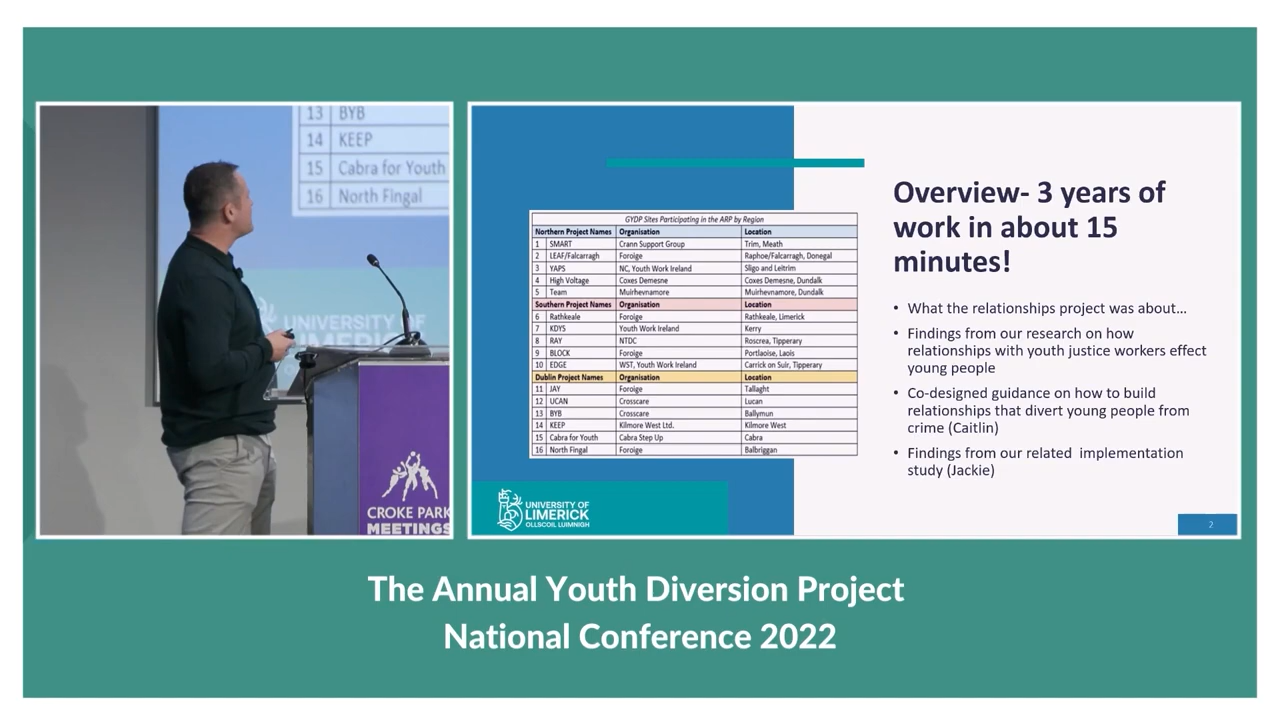 13 BYB
14 KEEP
15 Cabra for Youth
16 North Fingal
UNIVERSITY OF
LIMERICK
CROKE PARK
MEETINGS
GYDP Sites Participating in the ARP by Region
Northern Project Names Organisation Location
1 SMART Crann Support Group Trim, Meath
2 LEAF/Falcarragh Foroige Raphoe/Falcarragh, Donegal
3 YAPS NC, Youth Work Ireland Sligo and Leitrim
4 High Voltage Coxes Demesne Coxes Demesne, Dundalk
5 Team Muirhevnamore Muirhevnamore, Dundalk
Southern Project Names Organisation Location
6 Rathkeale Foroige Rathkeale, Limerick
7 KDYS Youth Work Ireland Kerry
8 RAY NTDC Roscrea, Tipperary
9 BLOCK Foroige Portlaoise, Laois
10 EDGE WST, Youth Work Ireland Carrick on Suir, Tipperary
Dublin Project Names Organisation Location
11 JAY Foroige Tallaght
12 UCAN Crosscare Lucan
13 BYB Crosscare Ballymun
14 KEEP Kilmore West Ltd. Kilmore West
15 Cabra for Youth Cabra Step Up Cabra
16 North Fingal Foroige Balbriggan
UNIVERSITY OF
LIMERICK
OLLSCOIL LUIMNIGH
Overview- 3 years of
work in about 15
minutes!
• What the relationships project was about...
• Findings from our research on how
relationships with youth justice workers effect
young people
• Co-designed guidance on how to build
relationships that divert young people from
crime (Caitlin)
• Findings from our related implementation
study (Jackie)
2
The Annual Youth Diversion Project
National Conference 2022